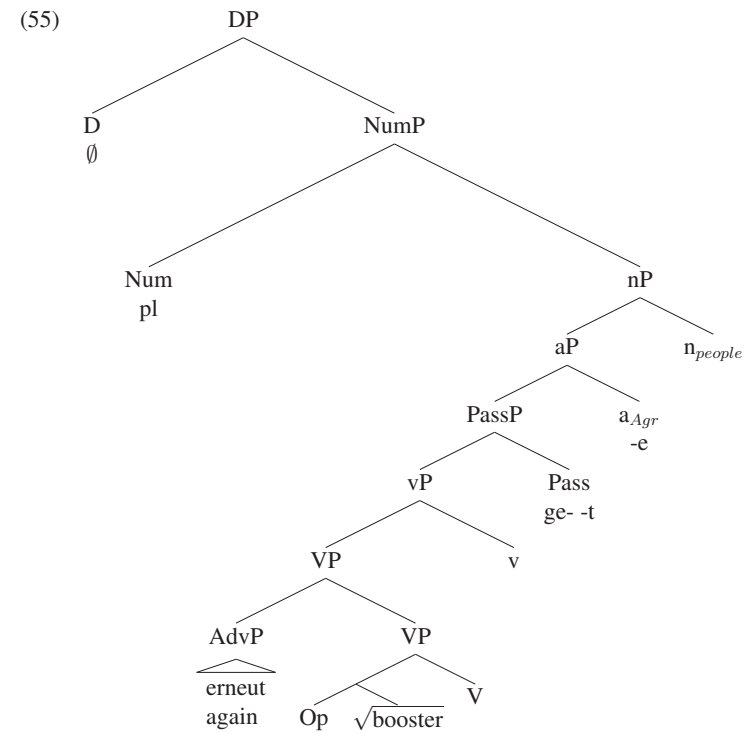 (55)
DP
D
NumP
∅
Num
nP
pl
aP
n_people
PassP
a_Agr
-e
vP
Pass
ge- -t
VP
v
AdvP
VP
erneut
V
again
Op
√booster